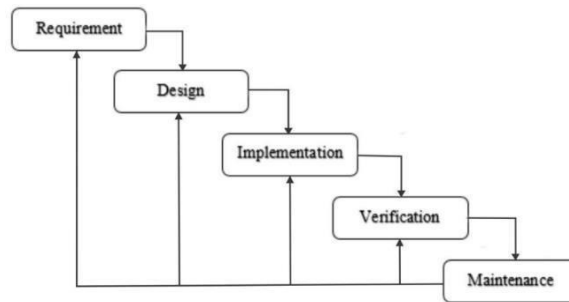 Requirement
Design
Implementation
Verification
Maintenance